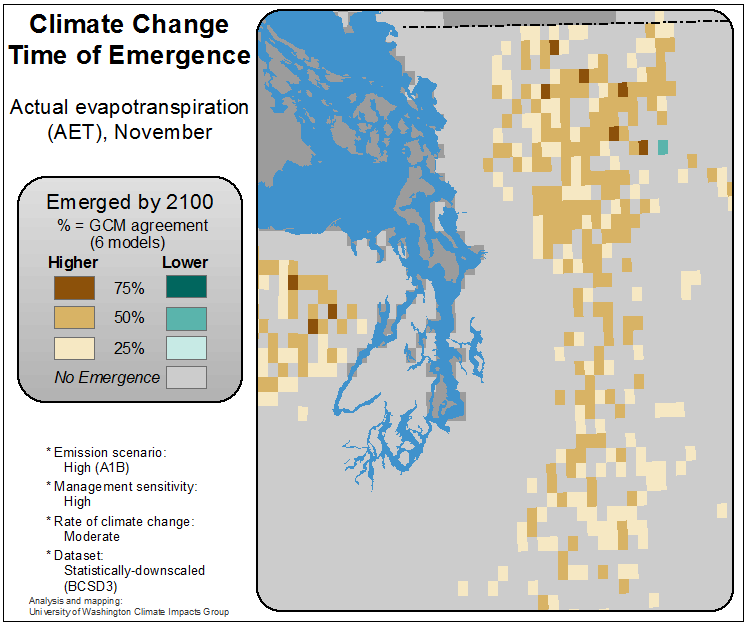 Climate Change
Time of Emergence
Actual evapotranspiration
(AET), November
Emerged by 2100
% = GCM agreement
(6 models)
Higher Lower
75%
50%
25%
No Emergence
* Emission scenario:
High (A1B)
* Management sensitivity:
High
* Rate of climate change:
Moderate
* Dataset:
Statistically-downscaled
(BCSD3)
Analysis and mapping:
University of Washington Climate Impacts Group